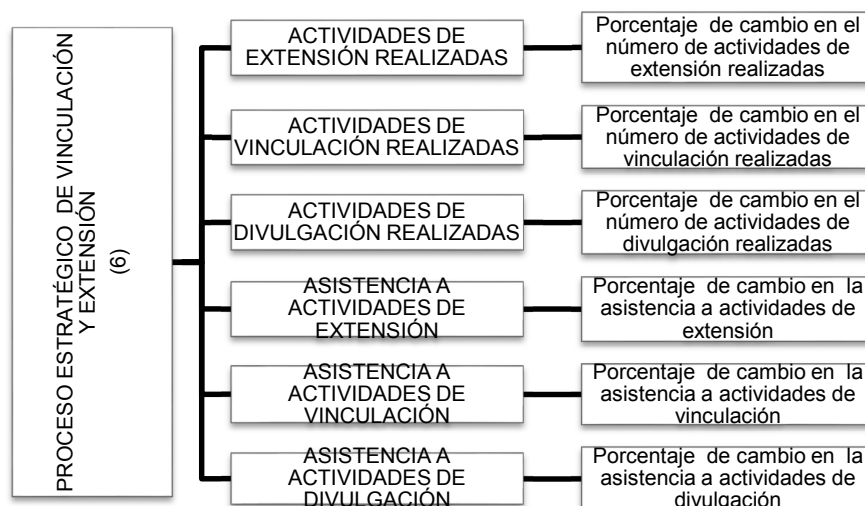 PROCESO ESTRATÉGICO DE VINCULACIÓN
Y EXTENSIÓN
(6)
ACTIVIDADES DE
EXTENSIÓN REALIZADAS
Porcentaje de cambio en el
número de actividades de
extensión realizadas
ACTIVIDADES DE
VINCULACIÓN REALIZADAS
Porcentaje de cambio en el
número de actividades de
vinculación realizadas
ACTIVIDADES DE
DIVULGACIÓN REALIZADAS
Porcentaje de cambio en el
número de actividades de
divulgación realizadas
ASISTENCIA A
ACTIVIDADES DE
EXTENSIÓN
Porcentaje de cambio en la
asistencia a actividades de
extensión
ASISTENCIA A
ACTIVIDADES DE
VINCULACIÓN
Porcentaje de cambio en la
asistencia a actividades de
vinculación
ASISTENCIA A
ACTIVIDADES DE
DIVULGACIÓN
Porcentaje de cambio en la
asistencia a actividades de
divulgación